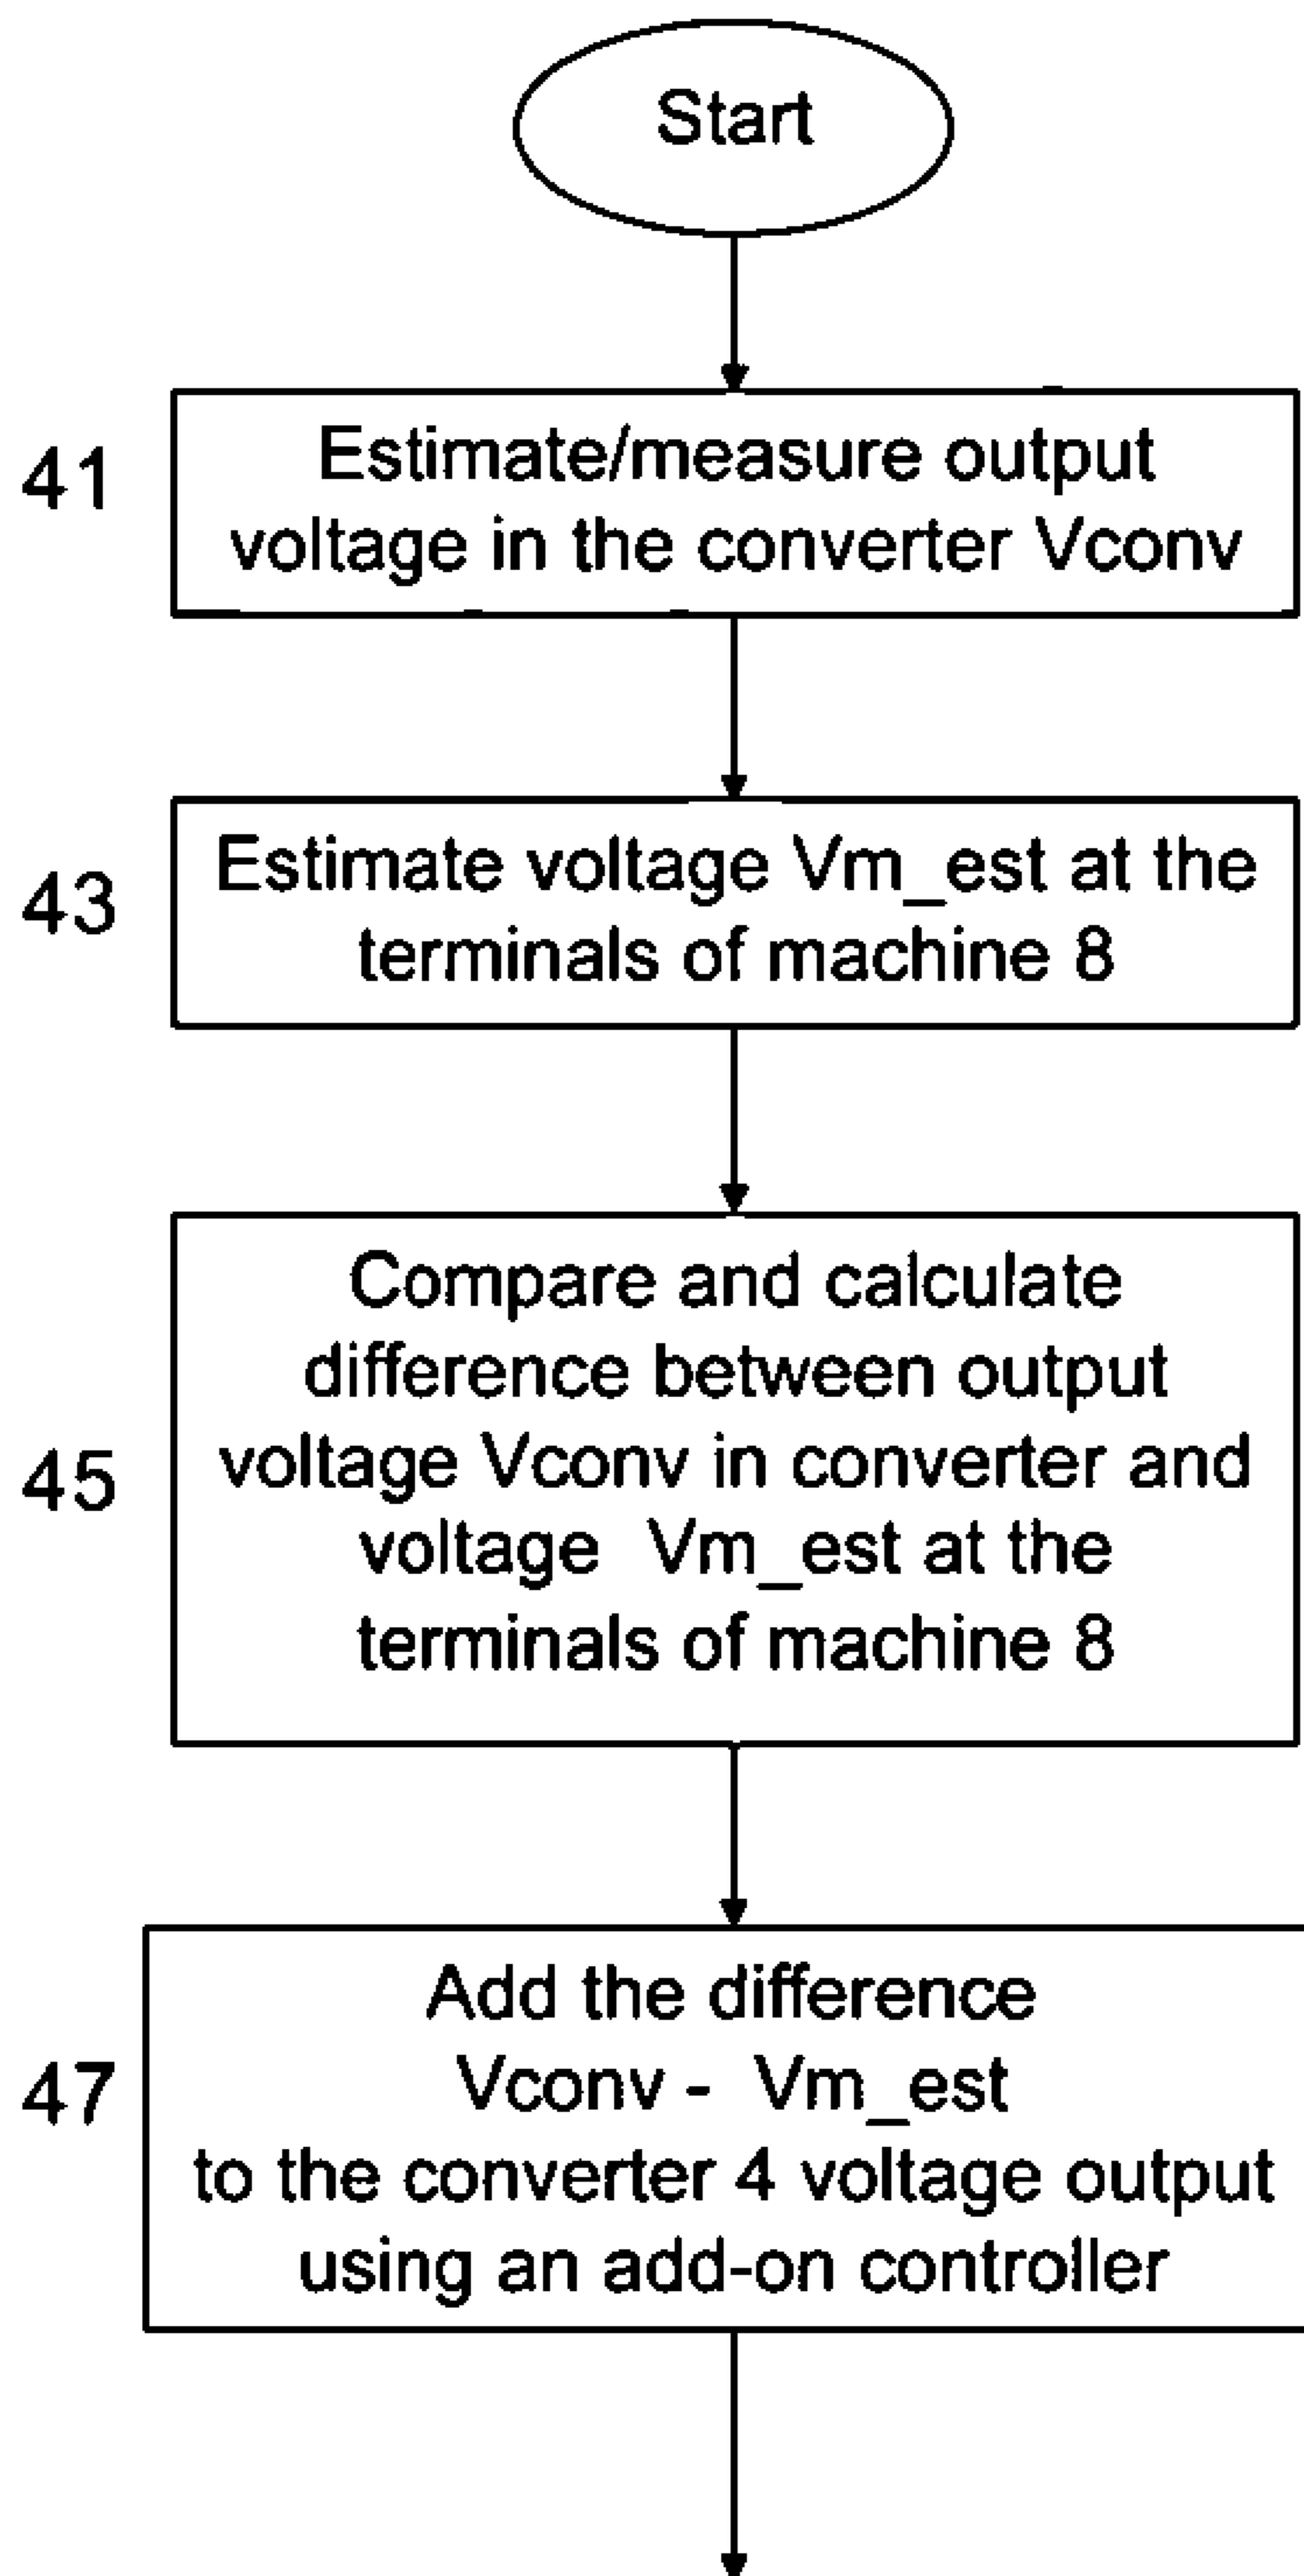 Start
41
Estimate/measure output
voltage in the converter Vconv
43
Estimate voltage Vm_est at the
terminals of machine 8
45
Compare and calculate
difference between output
voltage Vconv in converter and
voltage Vm_est at the
terminals of machine 8
47
Add the difference
Vconv - Vm_est
to the converter 4 voltage output
using an add-on controller